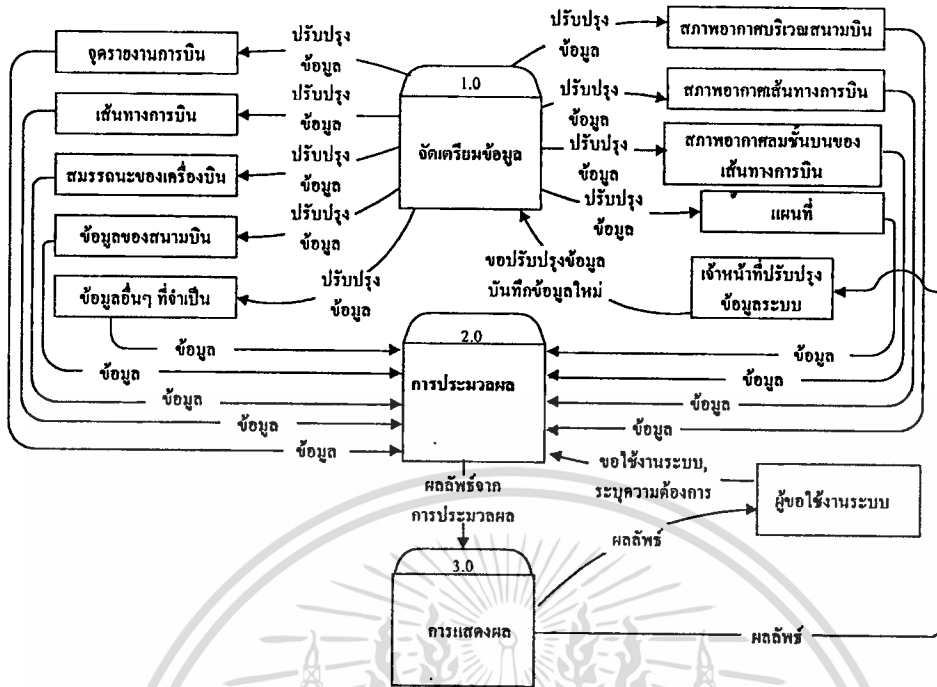 ปรับปรุง
ข้อมูล
จุดรายงานการบิน
ปรับปรุง
ข้อมูล
สภาพอากาศบริเวณสนามบิน
1.0
จัดเตรียมข้อมูล
เส้นทางการบิน
ปรับปรุง
ข้อมูล
ปรับปรุง
ข้อมูล
สภาพอากาศเส้นทางการบิน
สมรรถนะของเครื่องบิน
ปรับปรุง
ข้อมูล
ปรับปรุง
ข้อมูล
สภาพอากาศลมชั้นบนของ
เส้นทางการบิน
ข้อมูลของสนามบิน
ปรับปรุง
ข้อมูล
ปรับปรุง
ข้อมูล
แผนที่
ข้อมูลอื่นๆ ที่จำเป็น
ปรับปรุง
ข้อมูล
ขอปรับปรุงข้อมูล
บันทึกข้อมูลใหม่
เจ้าหน้าที่ปรับปรุง
ข้อมูลระบบ
2.0
การประมวลผล
ข้อมูล
ข้อมูล
ข้อมูล
ข้อมูล
ข้อมูล
ข้อมูล
ข้อมูล
ข้อมูล
ข้อมูล
ผลลัพธ์จาก
การประมวลผล
ขอใช้งานระบบ,
ระบุความต้องการ
ผู้ขอใช้งานระบบ
ผลลัพธ์
3.0
การแสดงผล
ผลลัพธ์